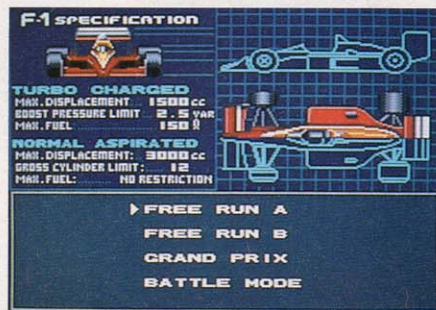 F-1 SPECIFICATION
TURBO CHARGED
MAX. DISPLACEMENT 1500 cc
BOOST PRESSURE LIMIT 2.5 YAR
MAX. FUEL 150 ℓ
NORMAL ASPIRATED
MAX. DISPLACEMENT: 3000 cc
GROSS CYLINDER LIMIT: 12
MAX. FUEL: NO RESTRICTION
▶FREE RUN A
FREE RUN B
GRAND PRIX
BATTLE MODE